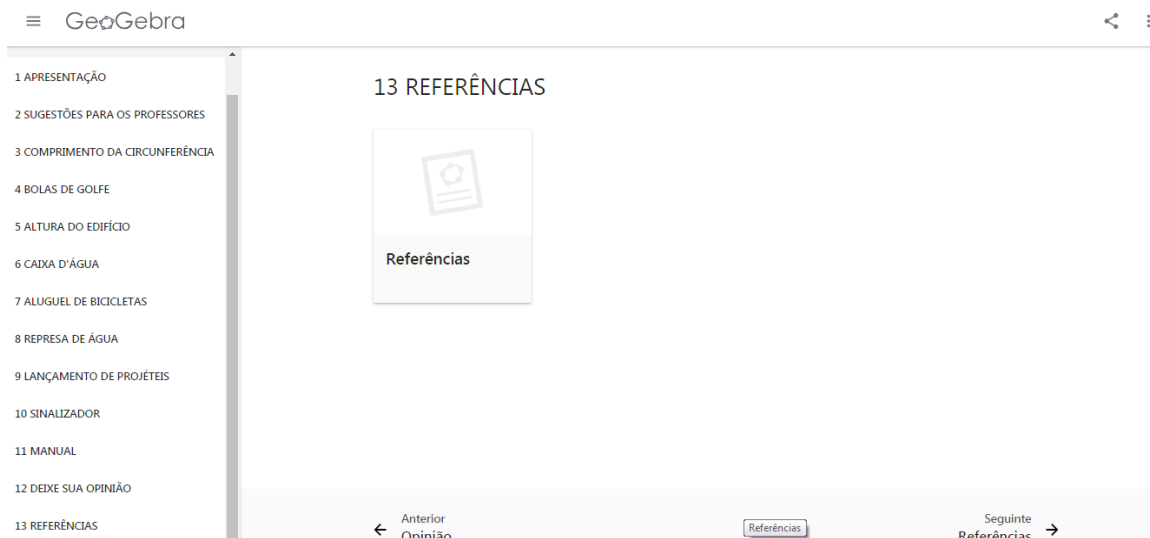 GeoGebra
1 APRESENTAÇÃO
2 SUGESTÕES PARA OS PROFESSORES
3 COMPRIMENTO DA CIRCUNFERÊNCIA
4 BOLAS DE GOLFE
5 ALTURA DO EDIFÍCIO
6 CAIXA D'ÁGUA
7 ALUGUEL DE BICICLETAS
8 REPRESA DE ÁGUA
9 LANÇAMENTO DE PROJÉTEIS
10 SINALIZADOR
11 MANUAL
12 DEIXE SUA OPINIÃO
13 REFERÊNCIAS
13 REFERÊNCIAS
Referências
Anterior
Opinião
Referências
Seguinte
Referências